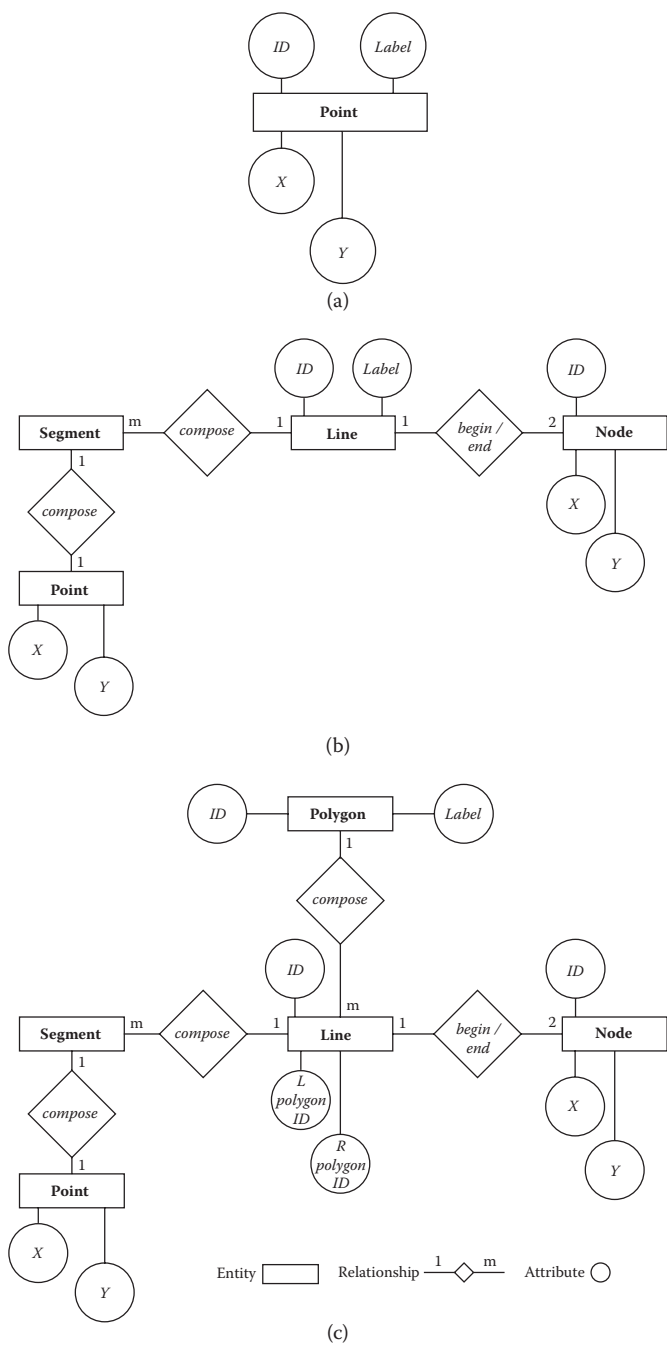 ID Label
Point
X
Y
(a)
ID Label ID
Segment m compose 1 Line 1 begin / end 2 Node
1
compose
X
Y
1
Point
X
Y
(b)
ID Polygon Label
1
compose
ID ID
m
Segment m compose 1 Line 1 begin / end 2 Node
1
L polygon ID
X
compose
R polygon ID
Y
1
Point
X
Y
Entity Relationship 1 m Attribute
(c)